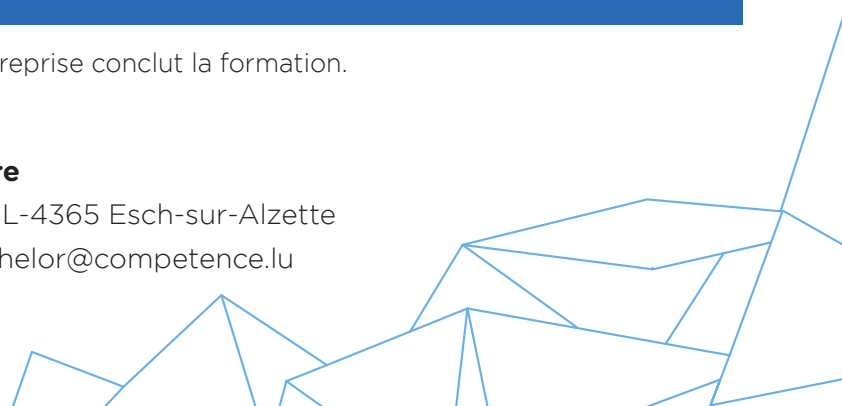 reprise conclut la formation.
re
L-4365 Esch-sur-Alzette
helor@competence.lu